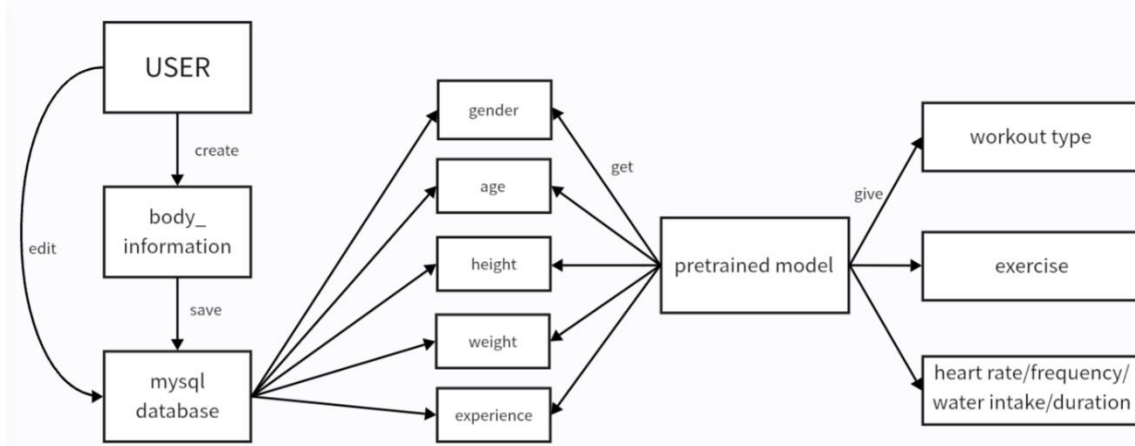 USER
create
body_
information
edit
save
mysql
database
gender
age
height
weight
experience
get
pretrained model
give
workout type
exercise
heart rate/frequency/
water intake/duration